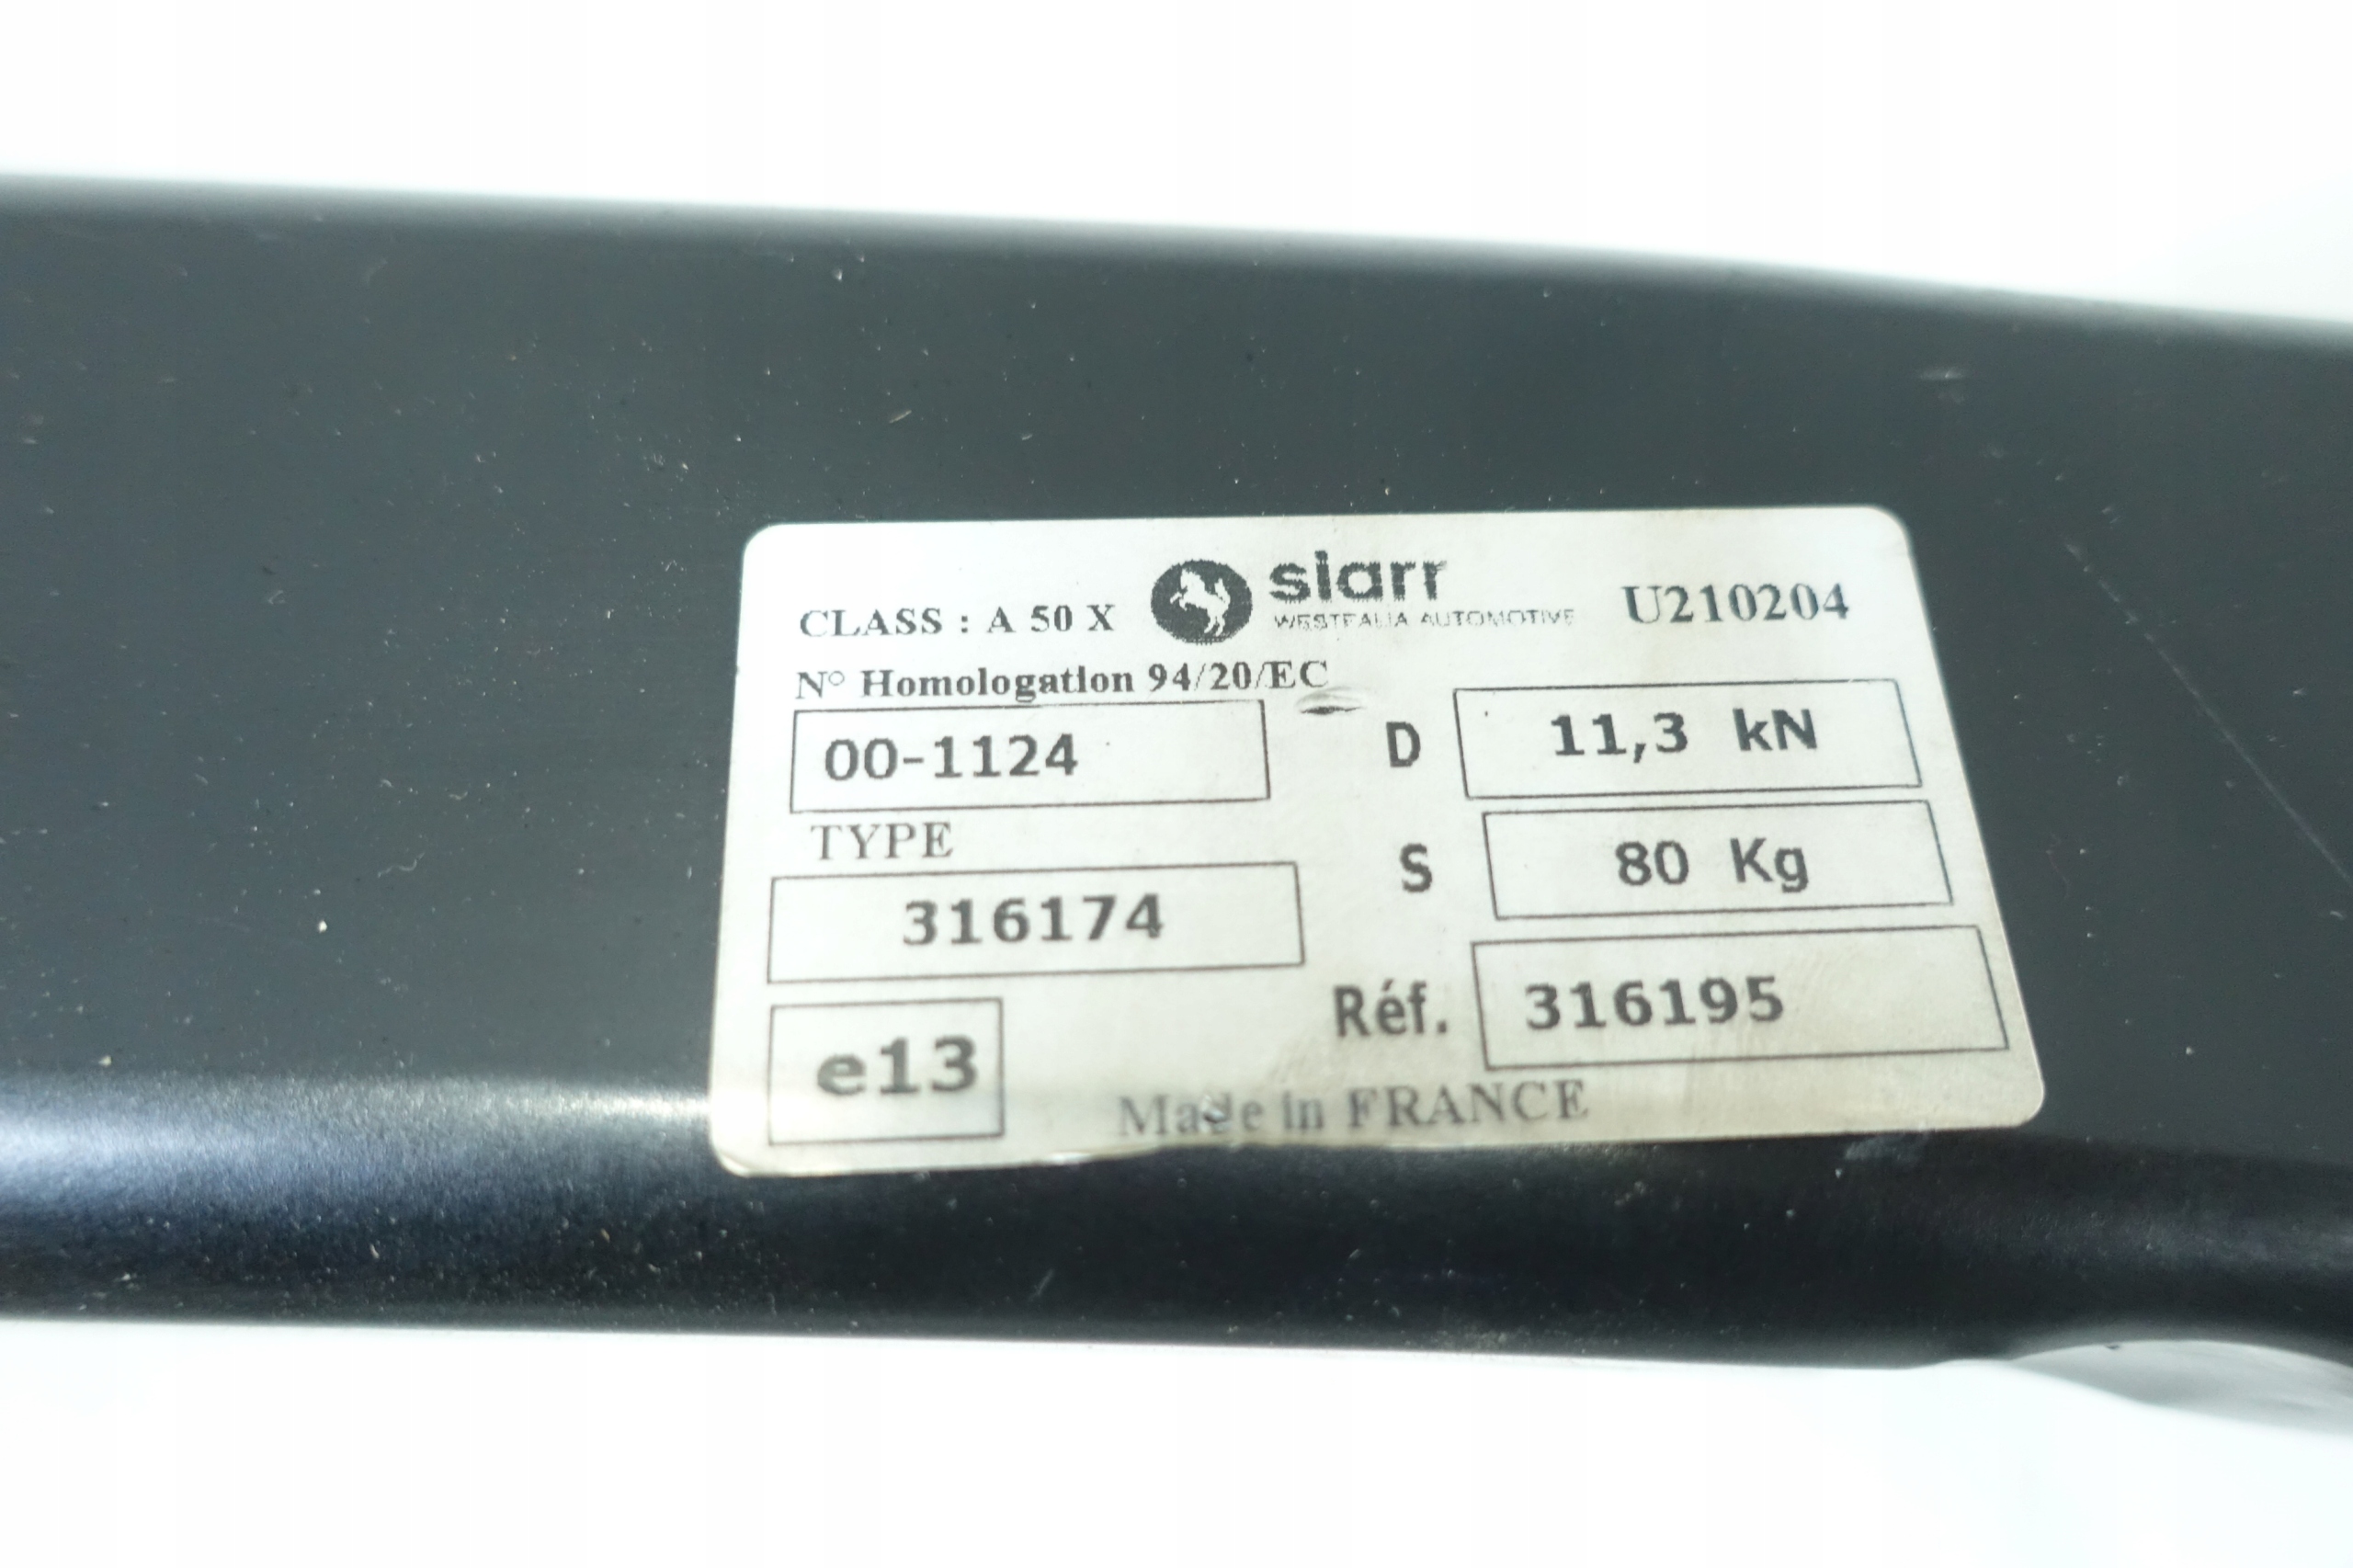 CLASS : A 50 X
siarr
WESTFALIA AUTOMOTIVE
U210204
N° Homologation 94/20/EC
00-1124
D
11,3 kN
TYPE
S
80 Kg
316174
Réf.
316195
e13
Made in FRANCE